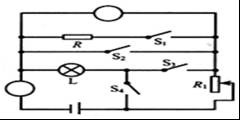 R S₁
S₂
L S₃
S₄ R₁